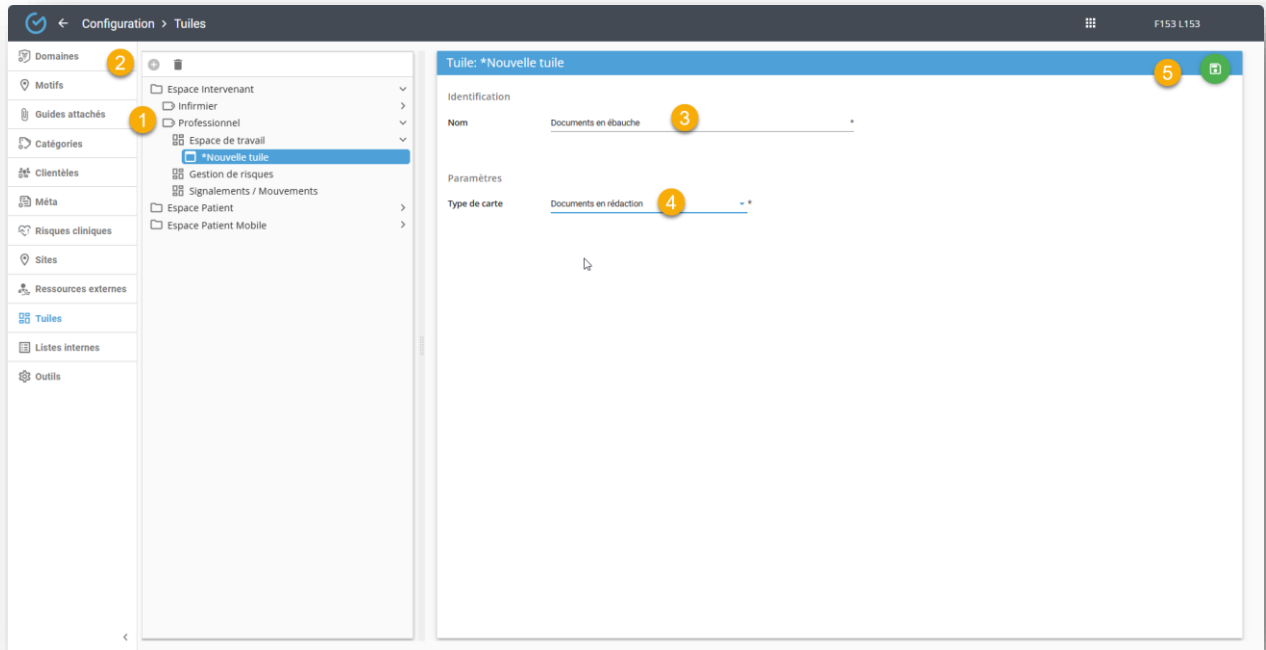 Configuration > Tuiles
F153 L153
Domaines
Motifs
Guides attachés
Catégories
Clientèles
Méta
Risques cliniques
Sites
Ressources externes
Tuiles
Listes internes
Outils
2
1
Espace Intervenant
Infirmier
Professionnel
Espace de travail
*Nouvelle tuile
Gestion de risques
Signalements / Mouvements
Espace Patient
Espace Patient Mobile
Tuile: *Nouvelle tuile
5
Identification
Nom Documents en ébauche 3 *
Paramètres
Type de carte Documents en rédaction 4 *